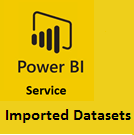 Power BI
Service
Imported Datasets